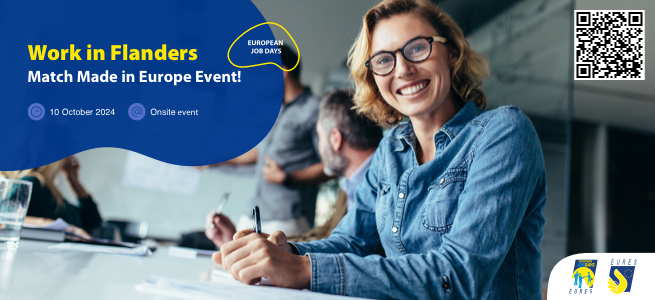 EUROPEAN
JOB DAYS
Work in Flanders
Match Made in Europe Event!
10 October 2024
Onsite event
EURES
EURES